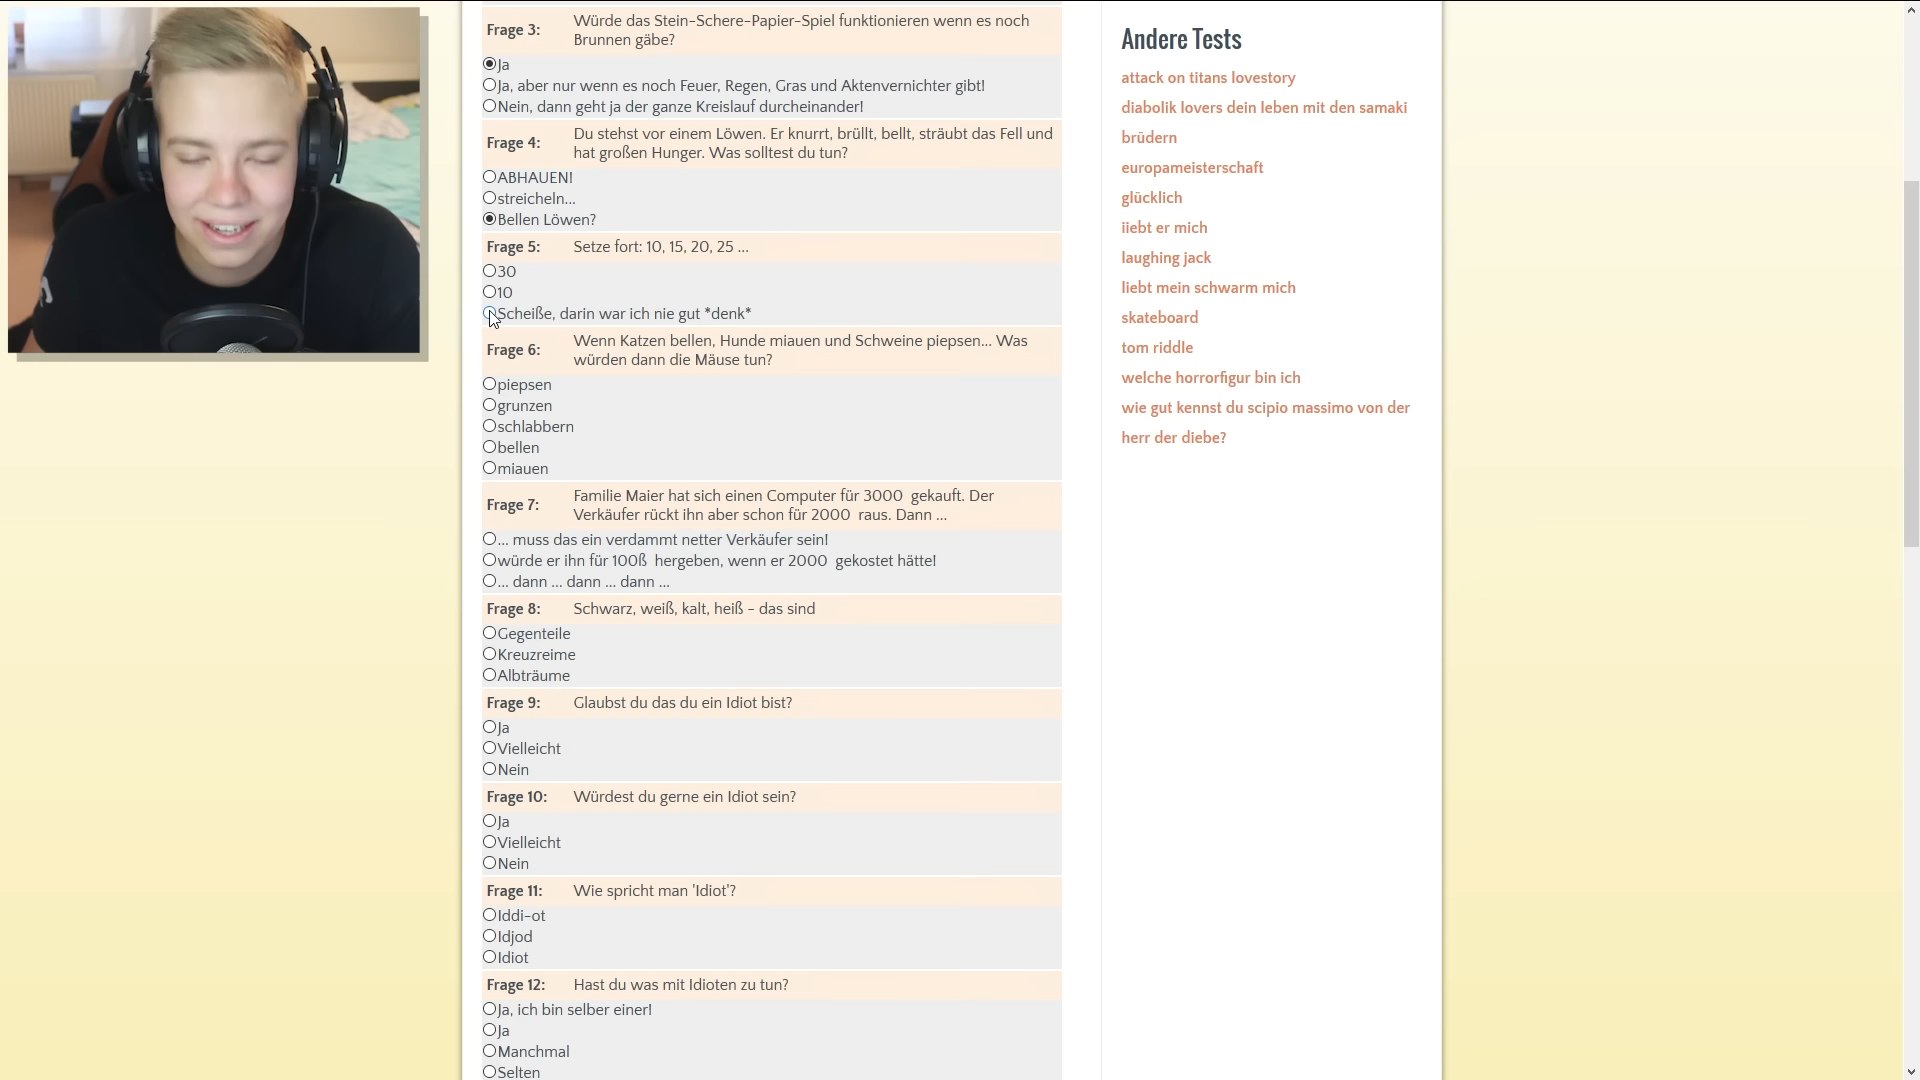 Frage 3: Würde das Stein-Schere-Papier-Spiel funktionieren wenn es noch
Brunnen gäbe?
Ja
Ja, aber nur wenn es noch Feuer, Regen, Gras und Aktenvernichter gibt!
Nein, dann geht ja der ganze Kreislauf durcheinander!
Frage 4: Du stehst vor einem Löwen. Er knurrt, brüllt, bellt, sträubt das Fell und
hat großen Hunger. Was solltest du tun?
ABHAUEN!
streicheln...
Bellen Löwen?
Frage 5: Setze fort: 10, 15, 20, 25 ...
30
10
Scheiße, darin war ich nie gut *denk*
Frage 6: Wenn Katzen bellen, Hunde miauen und Schweine piepsen... Was
würden dann die Mäuse tun?
piepsen
grunzen
schlabbern
bellen
miauen
Frage 7: Familie Maier hat sich einen Computer für 3000 gekauft. Der
Verkäufer rückt ihn aber schon für 2000 raus. Dann ...
... muss das ein verdammt netter Verkäufer sein!
würde er ihn für 100ß hergeben, wenn er 2000 gekostet hätte!
... dann ... dann ... dann ...
Frage 8: Schwarz, weiß, kalt, heiß - das sind
Gegenteile
Kreuzreime
Albträume
Frage 9: Glaubst du das du ein Idiot bist?
Ja
Vielleicht
Nein
Frage 10: Würdest du gerne ein Idiot sein?
Ja
Vielleicht
Nein
Frage 11: Wie spricht man 'Idiot'?
Iddi-ot
Idjod
Idiot
Frage 12: Hast du was mit Idioten zu tun?
Ja, ich bin selber einer!
Ja
Manchmal
Selten
Andere Tests
attack on titans lovestory
diabolik lovers dein leben mit den samaki
brüdern
europameisterschaft
glücklich
iiebt er mich
laughing jack
liebt mein schwarm mich
skateboard
tom riddle
welche horrorfigur bin ich
wie gut kennst du scipio massimo von der
herr der diebe?